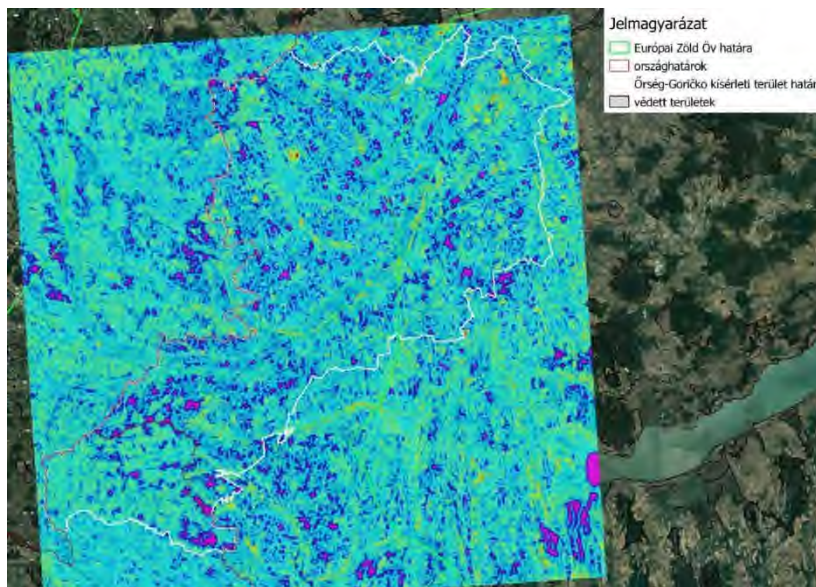 Jelmagyarázat
Európai Zöld Öv határa
országhatárok
Őrség-Goričko kísérleti terület határ
védett területek